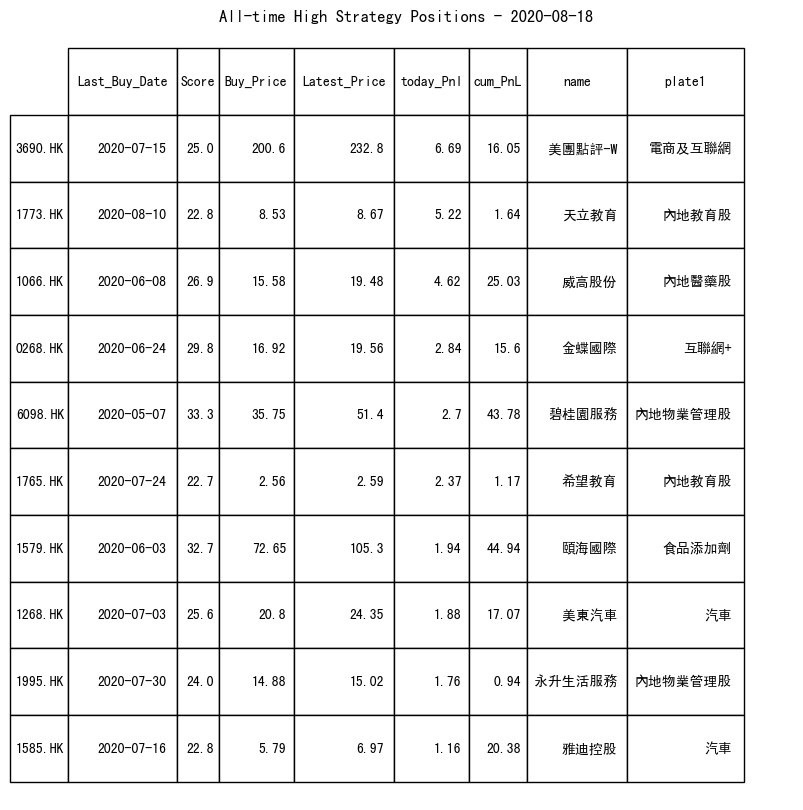 All-time High Strategy Positions - 2020-08-18
Last_Buy_Date Score Buy_Price Latest_Price today_Pnl cum_PnL name plate1
3690.HK 2020-07-15 25.0 200.6 232.8 6.69 16.05 美團點評-W 電商及互聯網
1773.HK 2020-08-10 22.8 8.53 8.67 5.22 1.64 天立教育 內地教育股
1066.HK 2020-06-08 26.9 15.58 19.48 4.62 25.03 威高股份 內地醫藥股
0268.HK 2020-06-24 29.8 16.92 19.56 2.84 15.6 金蝶國際 互聯網+
6098.HK 2020-05-07 33.3 35.75 51.4 2.7 43.78 碧桂園服務 內地物業管理股
1765.HK 2020-07-24 22.7 2.56 2.59 2.37 1.17 希望教育 內地教育股
1579.HK 2020-06-03 32.7 72.65 105.3 1.94 44.94 頤海國際 食品添加劑
1268.HK 2020-07-03 25.6 20.8 24.35 1.88 17.07 美東汽車 汽車
1995.HK 2020-07-30 24.0 14.88 15.02 1.76 0.94 永升生活服務 內地物業管理股
1585.HK 2020-07-16 22.8 5.79 6.97 1.16 20.38 雅迪控股 汽車